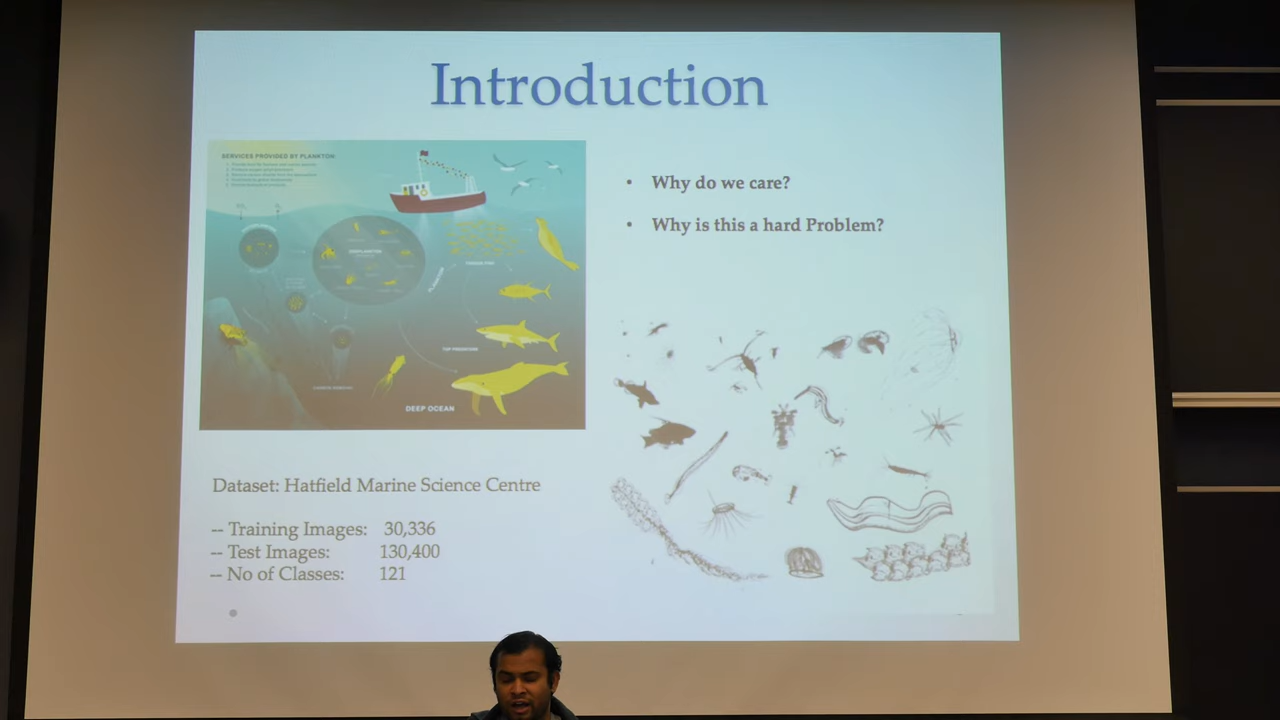 Introduction
SERVICES PROVIDED BY PLANKTON
DEEP OCEAN
• Why do we care?
• Why is this a hard Problem?
Dataset: Hatfield Marine Science Centre
-- Training Images: 30,336
-- Test Images: 130,400
-- No of Classes: 121